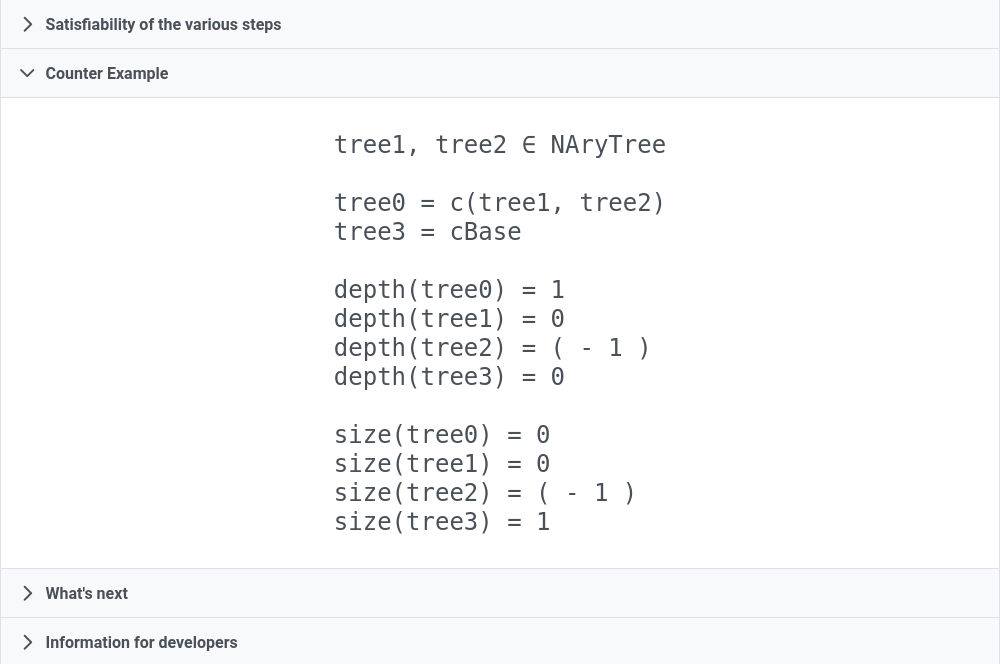 Satisfiability of the various steps
Counter Example
tree1, tree2 ∈ NAryTree
tree0 = c(tree1, tree2)
tree3 = cBase
depth(tree0) = 1
depth(tree1) = 0
depth(tree2) = ( - 1 )
depth(tree3) = 0
size(tree0) = 0
size(tree1) = 0
size(tree2) = ( - 1 )
size(tree3) = 1
What's next
Information for developers